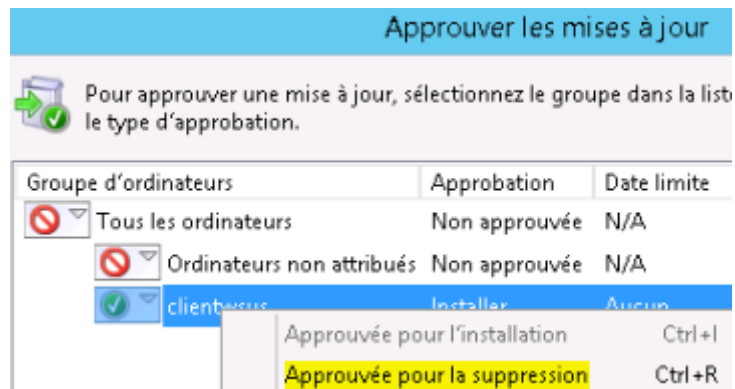 Approuver les mises à jour
Pour approuver une mise à jour, sélectionnez le groupe dans la liste
le type d'approbation.
Groupe d'ordinateurs Approbation Date limite
Tous les ordinateurs Non approuvée N/A
Ordinateurs non attribués Non approuvée N/A
clientwsus Installer Aucun
Approuvée pour l'installation Ctrl+I
Approuvée pour la suppression Ctrl+R